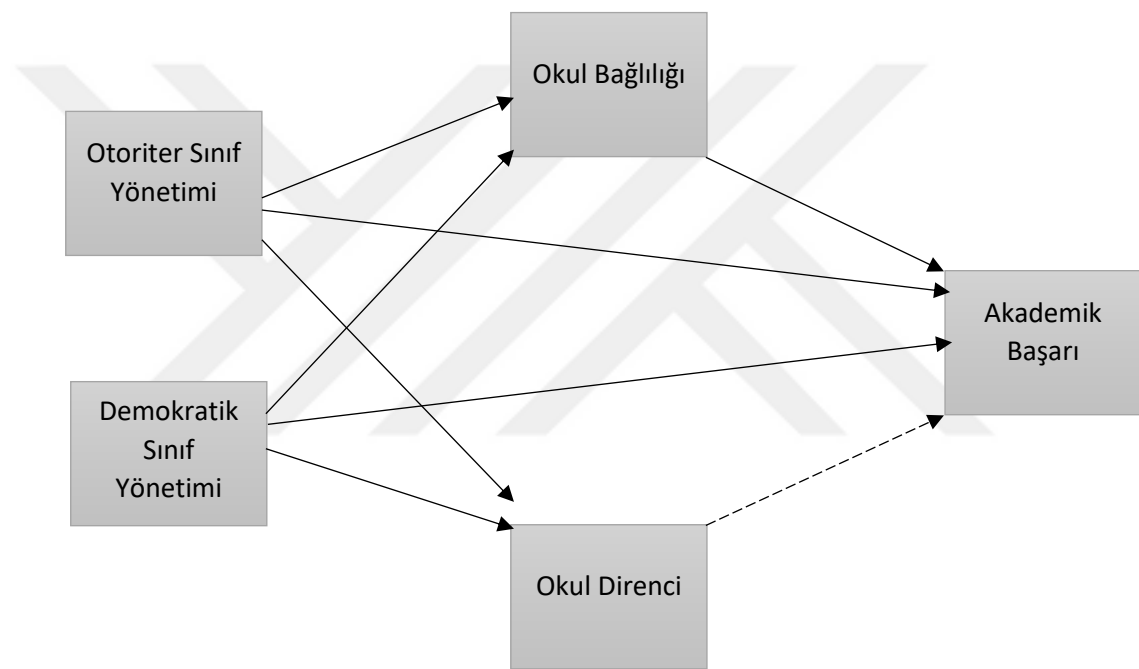 Okul Bağlılığı
Otoriter Sınıf
Yönetimi
Akademik
Başarı
Demokratik
Sınıf
Yönetimi
Okul Direnci